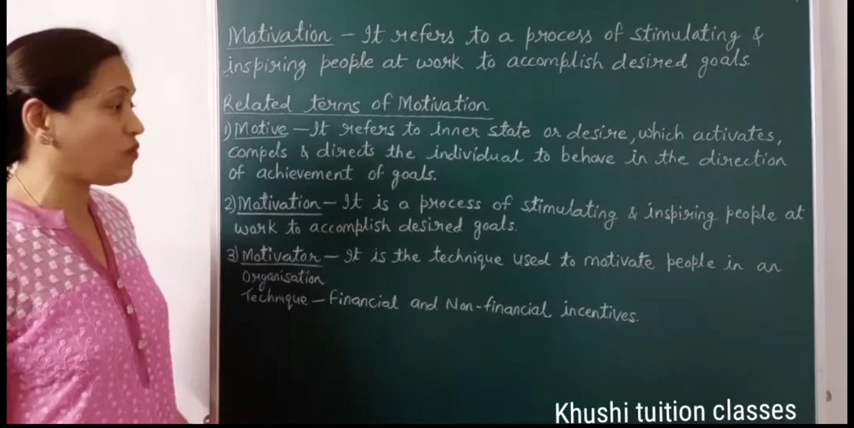 Motivation – It refers to a process of stimulating &
inspiring people at work to accomplish desired goals
Related terms of Motivation
1) Motive – It refers to inner state or desire, which activates,
compels & directs the individual to behave in the direction
of achievement of goals.
2) Motivation – It is a process of stimulating & inspiring people at
work to accomplish desired goals.
3) Motivator – It is the technique used to motivate people in an
Organisation
Technique – Financial and Non-financial incentives.
Khushi tuition classes